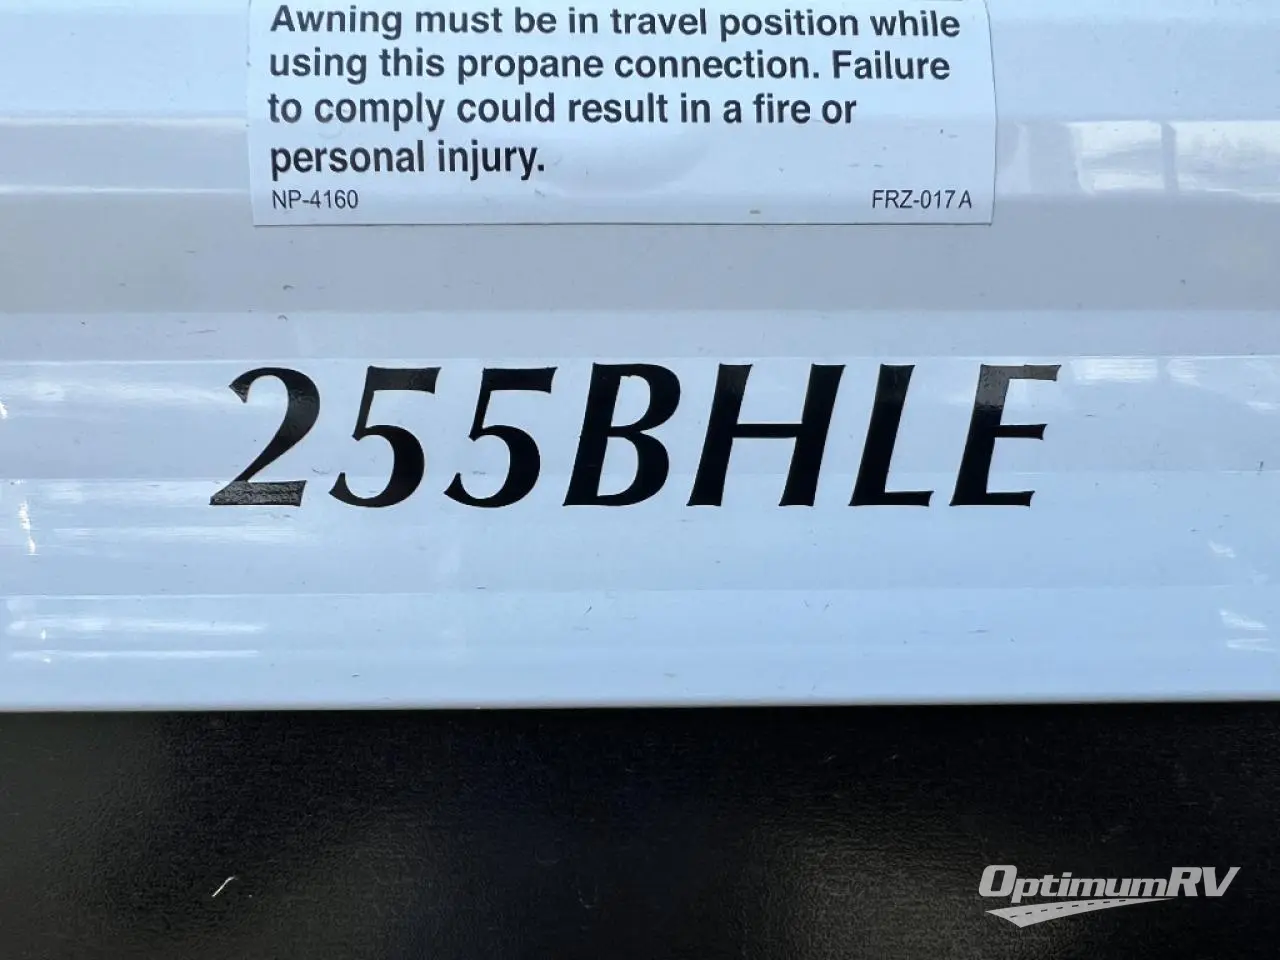 Awning must be in travel position while
using this propane connection. Failure
to comply could result in a fire or
personal injury.
NP-4160 FRZ-017A
255BHLE
OptimumRV